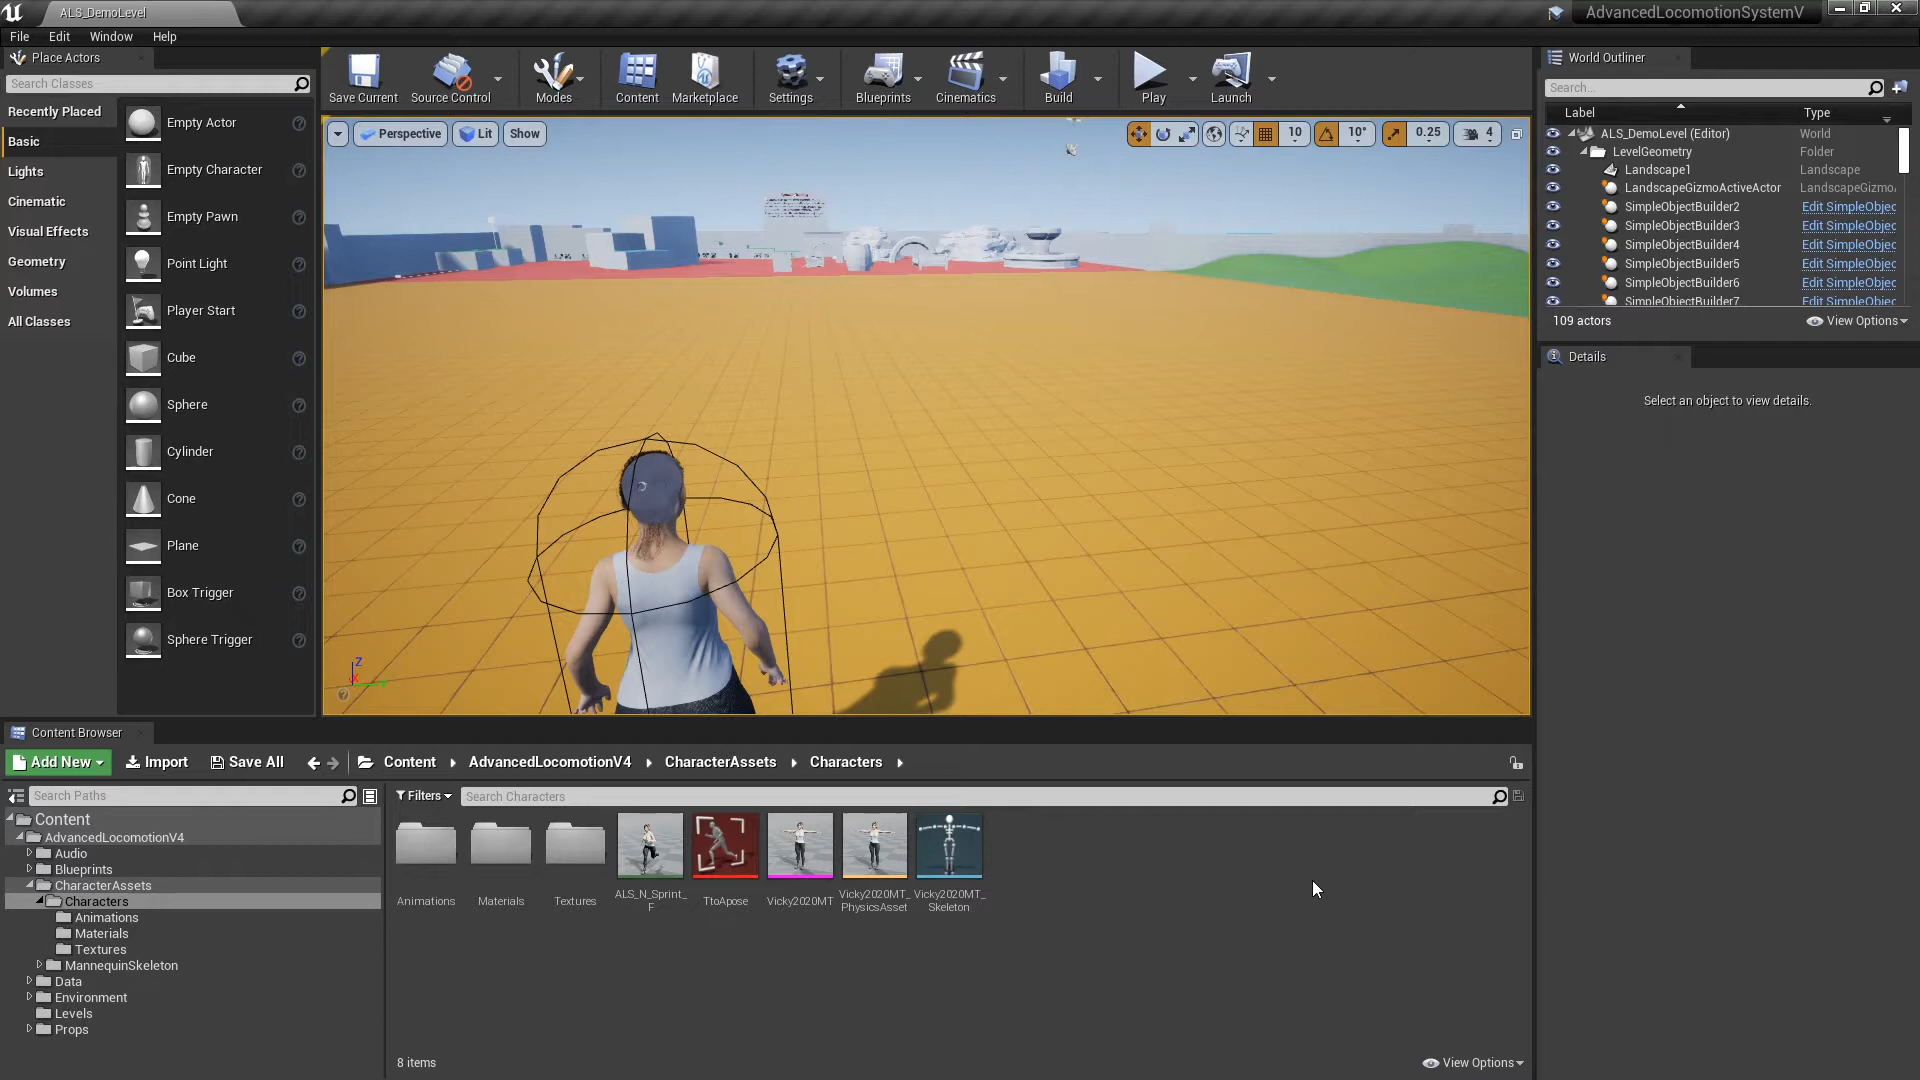 ALS_DemoLevel
AdvancedLocomotionSystemV
File Edit Window Help
Place Actors
Search Classes
Recently Placed
Basic
Lights
Cinematic
Visual Effects
Geometry
Volumes
All Classes
Empty Actor
Empty Character
Empty Pawn
Point Light
Player Start
Cube
Sphere
Cylinder
Cone
Plane
Box Trigger
Sphere Trigger
Save Current
Source Control
Modes
Content
Marketplace
Settings
Blueprints
Cinematics
Build
Play
Launch
Perspective
Lit
Show
10
10°
0.25
4
Z
X
World Outliner
Search...
Label Type
ALS_DemoLevel (Editor) World
LevelGeometry Folder
Landscape1 Landscape
LandscapeGizmoActiveActor LandscapeGizmo
SimpleObjectBuilder2 Edit SimpleObjec
SimpleObjectBuilder3 Edit SimpleObjec
SimpleObjectBuilder4 Edit SimpleObjec
SimpleObjectBuilder5 Edit SimpleObjec
SimpleObjectBuilder6 Edit SimpleObjec
SimpleObjectBuilder7 Edit SimpleObjec
109 actors
View Options
Details
Select an object to view details.
Content Browser
Add New
Import
Save All
Content
AdvancedLocomotionV4
CharacterAssets
Characters
Search Paths
Content
AdvancedLocomotionV4
Audio
Blueprints
CharacterAssets
Characters
Animations
Materials
Textures
MannequinSkeleton
Data
Environment
Levels
Props
Filters
Search Characters
Animations
Materials
Textures
ALS_N_Sprint_
F
TtoApose
Vicky2020MT
Vicky2020MT_
PhysicsAsset
Vicky2020MT_
Skeleton
8 items
View Options